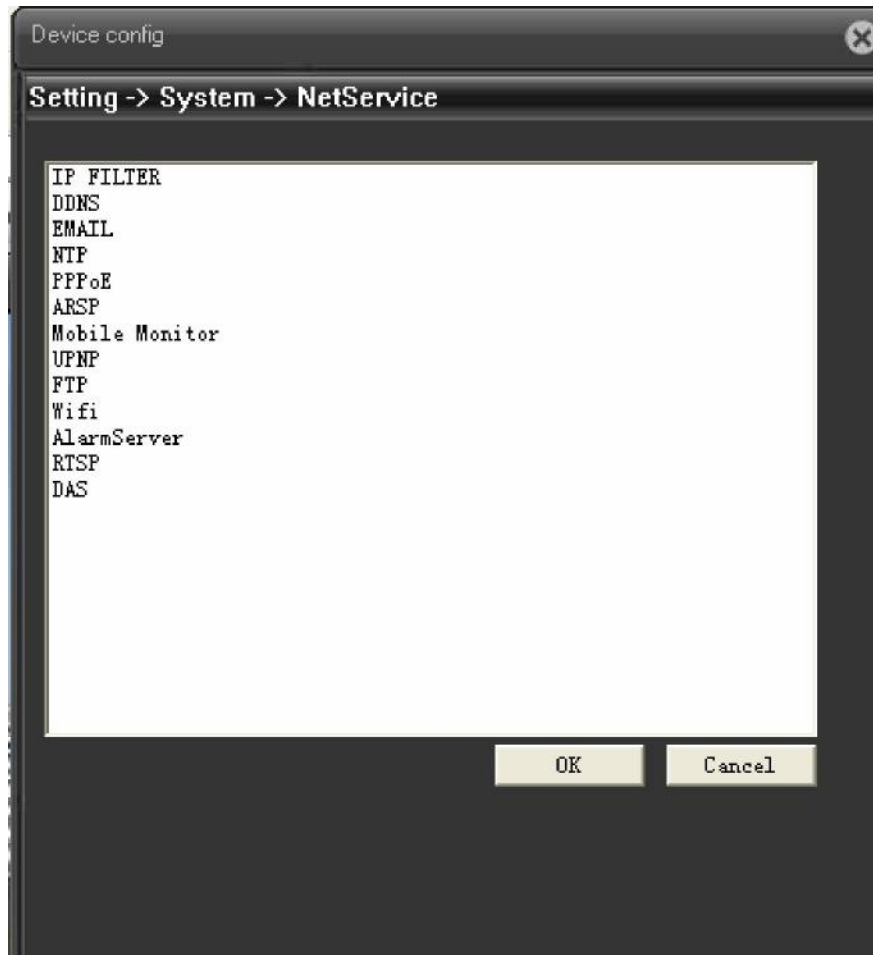 Device config
Setting -> System -> NetService
IP FILTER
DDNS
EMAIL
NTP
PPPoE
ARSP
Mobile Monitor
UPNP
FTP
Wifi
AlarmServer
RTSP
DAS
OK
Cancel